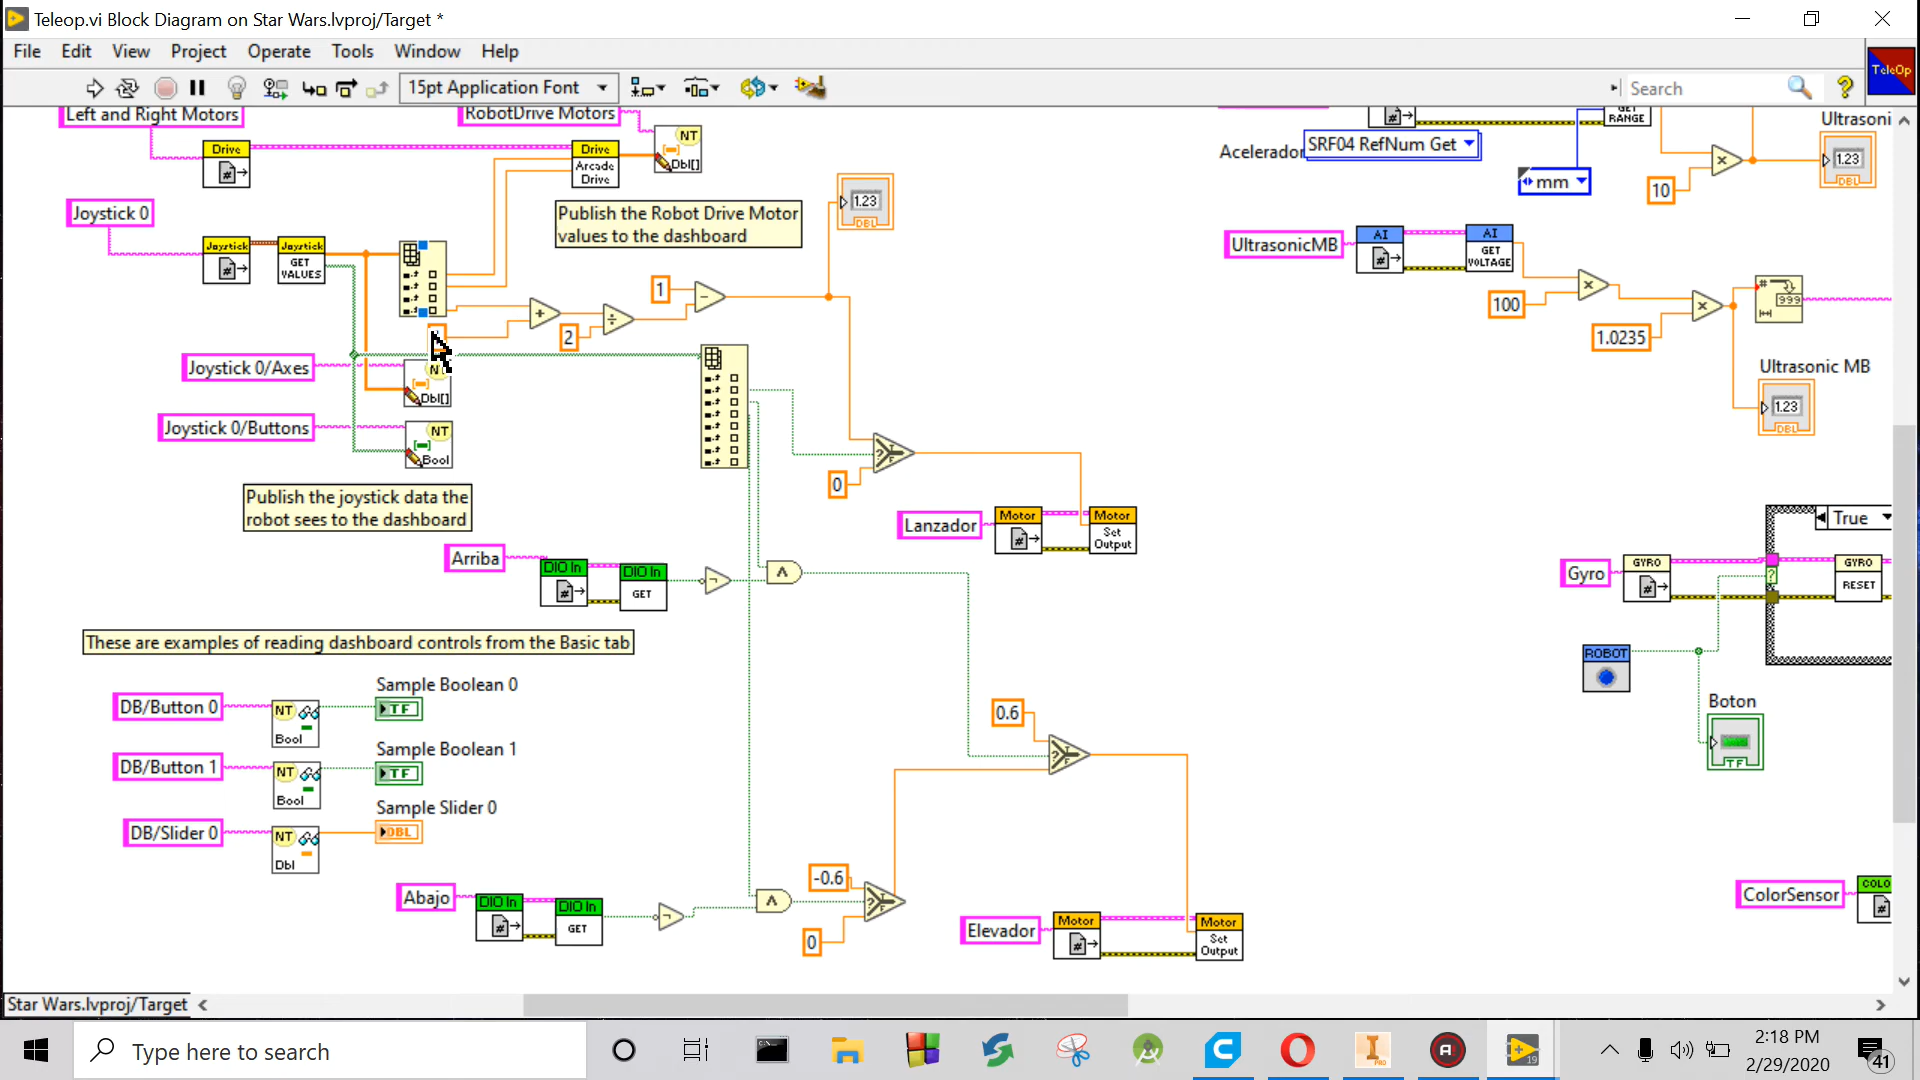 Teleop.vi Block Diagram on Star Wars.lvproj/Target *
File Edit View Project Operate Tools Window Help
15pt Application Font
Search
TeleOp
Left and Right Motors
RobotDrive Motors
NT
Dbl[]
Drive
Drive
Arcade
Drive
GET
RANGE
Ultrasoni
Acelerador
SRF04 RefNum Get
mm
10
1.23
DBL
Joystick 0
Publish the Robot Drive Motor
values to the dashboard
1.23
DBL
Joystick
Joystick
GET
VALUES
UltrasonicMB
AI
AI
GET
VOLTAGE
1
2
100
1.0235
999
Joystick 0/Axes
Dbl[]
Ultrasonic MB
1.23
DBL
Joystick 0/Buttons
NT
Bool
0
Publish the joystick data the
robot sees to the dashboard
Lanzador
Motor
Motor
Set
Output
True
Arriba
DIO In
DIO In
GET
Gyro
GYRO
GYRO
RESET
These are examples of reading dashboard controls from the Basic tab
ROBOT
Sample Boolean 0
DB/Button 0
NT
Bool
TF
0.6
Boton
TF
Sample Boolean 1
DB/Button 1
NT
Bool
TF
Sample Slider 0
DB/Slider 0
NT
Dbl
DBL
-0.6
Abajo
DIO In
DIO In
GET
0
Elevador
Motor
Motor
Set
Output
ColorSensor
COLO
Star Wars.lvproj/Target
Type here to search
PRO
19
2:18 PM
2/29/2020
41